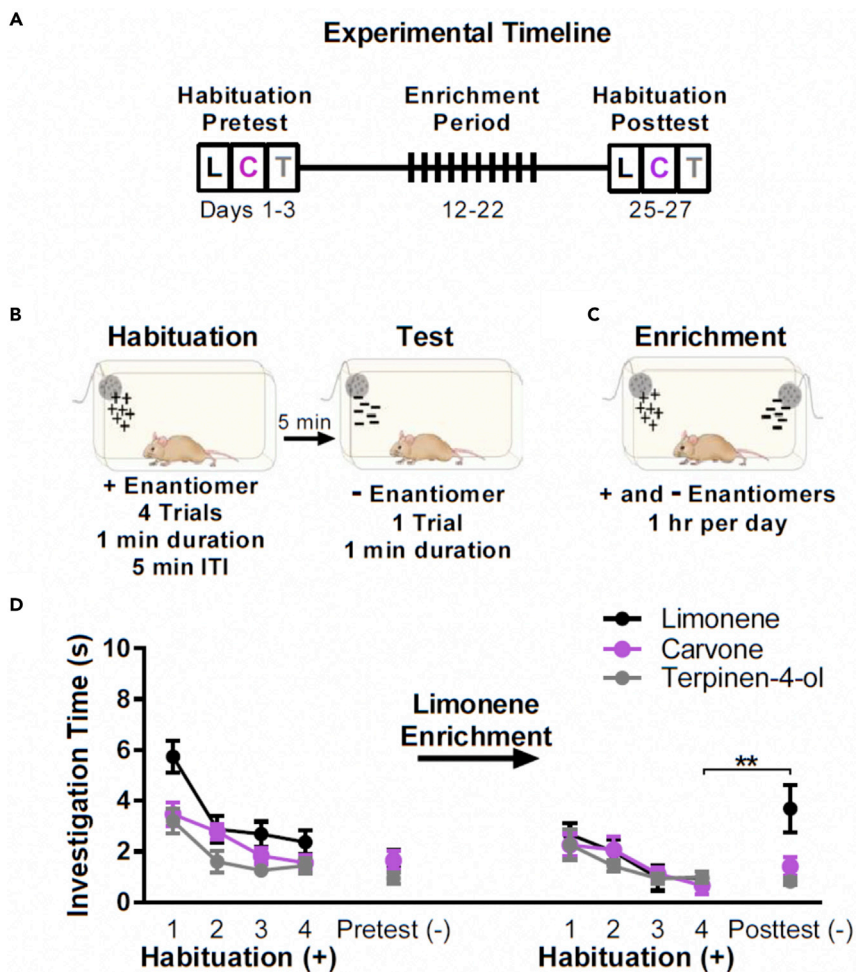 A
Experimental Timeline
Habituation Pretest
Enrichment Period
Habituation Posttest
L C T
L C T
Days 1-3
12-22
25-27
B
Habituation
Test
C
Enrichment
5 min
+ Enantiomer
4 Trials
1 min duration
5 min ITI
- Enantiomer
1 Trial
1 min duration
+ and - Enantiomers
1 hr per day
D
Limonene
Carvone
Terpinen-4-ol
Investigation Time (s)
10
8
6
4
2
0
Limonene
Enrichment
**
1 2 3 4 Pretest (-)
1 2 3 4 Posttest (-)
Habituation (+)
Habituation (+)